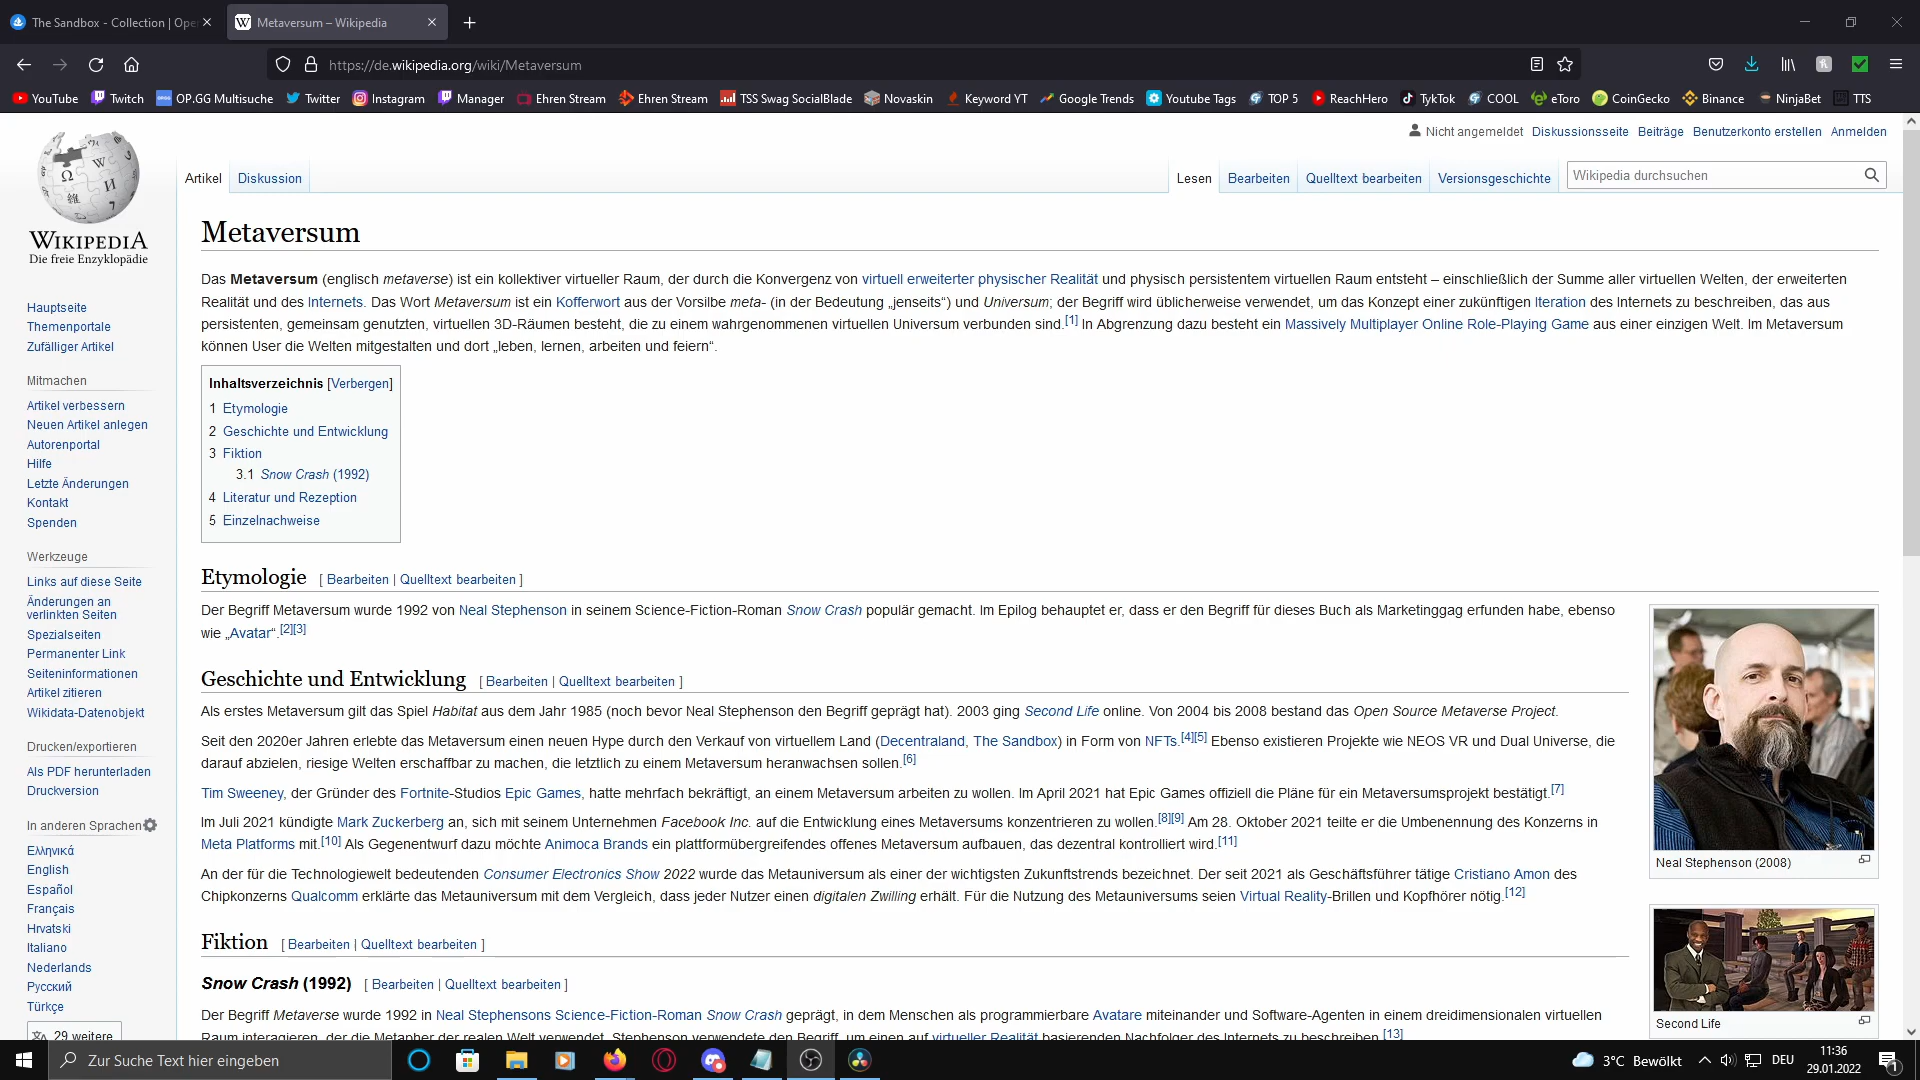 The Sandbox - Collection | Ope
Metaversum – Wikipedia
https://de.wikipedia.org/wiki/Metaversum
YouTube Twitch OP.GG Multisuche Twitter Instagram Manager Ehren Stream Ehren Stream TSS Swag SocialBlade Novaskin Keyword YT Google Trends Youtube Tags TOP 5 ReachHero TykTok COOL eToro CoinGecko Binance NinjaBet TTS
Nicht angemeldet Diskussionsseite Beiträge Benutzerkonto erstellen Anmelden
Artikel Diskussion Lesen Bearbeiten Quelltext bearbeiten Versionsgeschichte Wikipedia durchsuchen
WIKIPEDIA
Die freie Enzyklopädie
Hauptseite
Themenportale
Zufälliger Artikel
Mitmachen
Artikel verbessern
Neuen Artikel anlegen
Autorenportal
Hilfe
Letzte Änderungen
Kontakt
Spenden
Werkzeuge
Links auf diese Seite
Änderungen an
verlinkten Seiten
Spezialseiten
Permanenter Link
Seiteninformationen
Artikel zitieren
Wikidata-Datenobjekt
Drucken/exportieren
Als PDF herunterladen
Druckversion
In anderen Sprachen
Ελληνικά
English
Español
Français
Hrvatski
Italiano
Nederlands
Русский
Türkçe
29 weitere
Metaversum
Das Metaversum (englisch metaverse) ist ein kollektiver virtueller Raum, der durch die Konvergenz von virtuell erweiterter physischer Realität und physisch persistentem virtuellen Raum entsteht – einschließlich der Summe aller virtuellen Welten, der erweiterten
Realität und des Internets. Das Wort Metaversum ist ein Kofferwort aus der Vorsilbe meta- (in der Bedeutung „jenseits“) und Universum; der Begriff wird üblicherweise verwendet, um das Konzept einer zukünftigen Iteration des Internets zu beschreiben, das aus
persistenten, gemeinsam genutzten, virtuellen 3D-Räumen besteht, die zu einem wahrgenommenen virtuellen Universum verbunden sind.[1] In Abgrenzung dazu besteht ein Massively Multiplayer Online Role-Playing Game aus einer einzigen Welt. Im Metaversum
können User die Welten mitgestalten und dort „leben, lernen, arbeiten und feiern“.
Inhaltsverzeichnis [Verbergen]
1 Etymologie
2 Geschichte und Entwicklung
3 Fiktion
3.1 Snow Crash (1992)
4 Literatur und Rezeption
5 Einzelnachweise
Etymologie [ Bearbeiten | Quelltext bearbeiten ]
Der Begriff Metaversum wurde 1992 von Neal Stephenson in seinem Science-Fiction-Roman Snow Crash populär gemacht. Im Epilog behauptet er, dass er den Begriff für dieses Buch als Marketinggag erfunden habe, ebenso
wie „Avatar“.[2][3]
Geschichte und Entwicklung [ Bearbeiten | Quelltext bearbeiten ]
Als erstes Metaversum gilt das Spiel Habitat aus dem Jahr 1985 (noch bevor Neal Stephenson den Begriff geprägt hat). 2003 ging Second Life online. Von 2004 bis 2008 bestand das Open Source Metaverse Project.
Seit den 2020er Jahren erlebte das Metaversum einen neuen Hype durch den Verkauf von virtuellem Land (Decentraland, The Sandbox) in Form von NFTs.[4][5] Ebenso existieren Projekte wie NEOS VR und Dual Universe, die
darauf abzielen, riesige Welten erschaffbar zu machen, die letztlich zu einem Metaversum heranwachsen sollen.[6]
Tim Sweeney, der Gründer des Fortnite-Studios Epic Games, hatte mehrfach bekräftigt, an einem Metaversum arbeiten zu wollen. Im April 2021 hat Epic Games offiziell die Pläne für ein Metaversumsprojekt bestätigt.[7]
Im Juli 2021 kündigte Mark Zuckerberg an, sich mit seinem Unternehmen Facebook Inc. auf die Entwicklung eines Metaversums konzentrieren zu wollen.[8][9] Am 28. Oktober 2021 teilte er die Umbenennung des Konzerns in
Meta Platforms mit.[10] Als Gegenentwurf dazu möchte Animoca Brands ein plattformübergreifendes offenes Metaversum aufbauen, das dezentral kontrolliert wird.[11]
An der für die Technologiewelt bedeutenden Consumer Electronics Show 2022 wurde das Metauniversum als einer der wichtigsten Zukunftstrends bezeichnet. Der seit 2021 als Geschäftsführer tätige Cristiano Amon des
Chipkonzerns Qualcomm erklärte das Metauniversum mit dem Vergleich, dass jeder Nutzer einen digitalen Zwilling erhält. Für die Nutzung des Metauniversums seien Virtual Reality-Brillen und Kopfhörer nötig.[12]
Fiktion [ Bearbeiten | Quelltext bearbeiten ]
Snow Crash (1992) [ Bearbeiten | Quelltext bearbeiten ]
Der Begriff Metaverse wurde 1992 in Neal Stephensons Science-Fiction-Roman Snow Crash geprägt, in dem Menschen als programmierbare Avatare miteinander und Software-Agenten in einem dreidimensionalen virtuellen
Raum interagieren, der die Metapher der realen Welt verwendet. Stephenson verwendete den Begriff, um einen auf virtueller Realität basierenden Nachfolger des Internets zu beschreiben.[13]
Neal Stephenson (2008)
Second Life
Zur Suche Text hier eingeben
3°C Bewölkt
DEU
11:36
29.01.2022
1